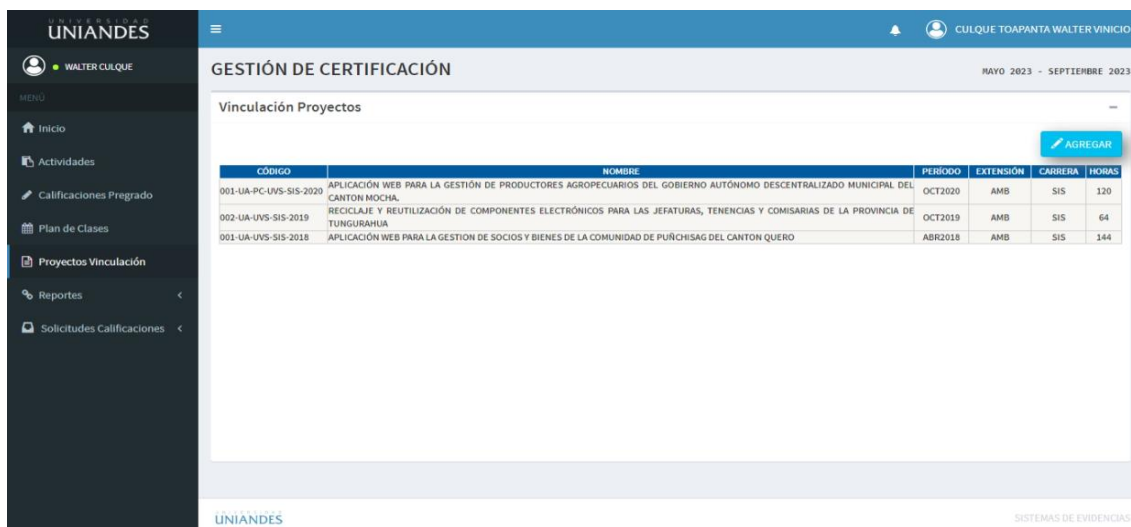 UNIVERSIDAD
UNIANDES
CULQUE TOAPANTA WALTER VINICIO
WALTER CULQUE
MENÚ
Inicio
Actividades
Calificaciones Pregrado
Plan de Clases
Proyectos Vinculación
Reportes
Solicitudes Calificaciones
GESTIÓN DE CERTIFICACIÓN
MAYO 2023 - SEPTIEMBRE 2023
Vinculación Proyectos
AGREGAR
CÓDIGO NOMBRE PERÍODO EXTENSIÓN CARRERA HORAS
001-UA-PC-UVS-SIS-2020 APLICACIÓN WEB PARA LA GESTIÓN DE PRODUCTORES AGROPECUARIOS DEL GOBIERNO AUTÓNOMO DESCENTRALIZADO MUNICIPAL DEL
CANTON MOCHA. OCT2020 AMB SIS 120
002-UA-UVS-SIS-2019 RECICLAJE Y REUTILIZACIÓN DE COMPONENTES ELECTRÓNICOS PARA LAS JEFATURAS, TENENCIAS Y COMISARIAS DE LA PROVINCIA DE
TUNGURAHUA OCT2019 AMB SIS 64
001-UA-UVS-SIS-2018 APLICACIÓN WEB PARA LA GESTION DE SOCIOS Y BIENES DE LA COMUNIDAD DE PUÑCHISAG DEL CANTON QUERO ABR2018 AMB SIS 144
UNIANDES
SISTEMAS DE EVIDENCIAS